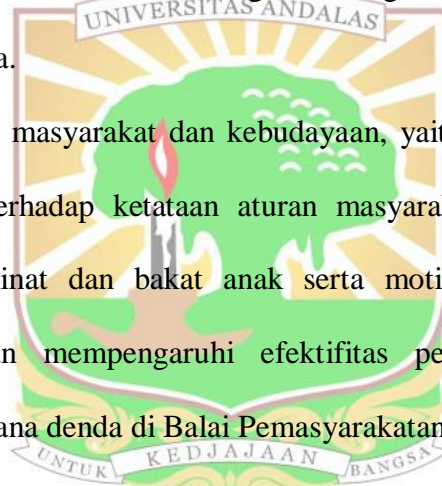 UNIVERSITAS ANDALAS
a.
masyarakat dan kebudayaan, yait
erhadap ketataan aturan masyara
inat dan bakat anak serta moti
n mempengaruhi efektifitas pe
ana denda di Balai Pemasyarakatan
UNTUK KEDJAJAAN BANGSA